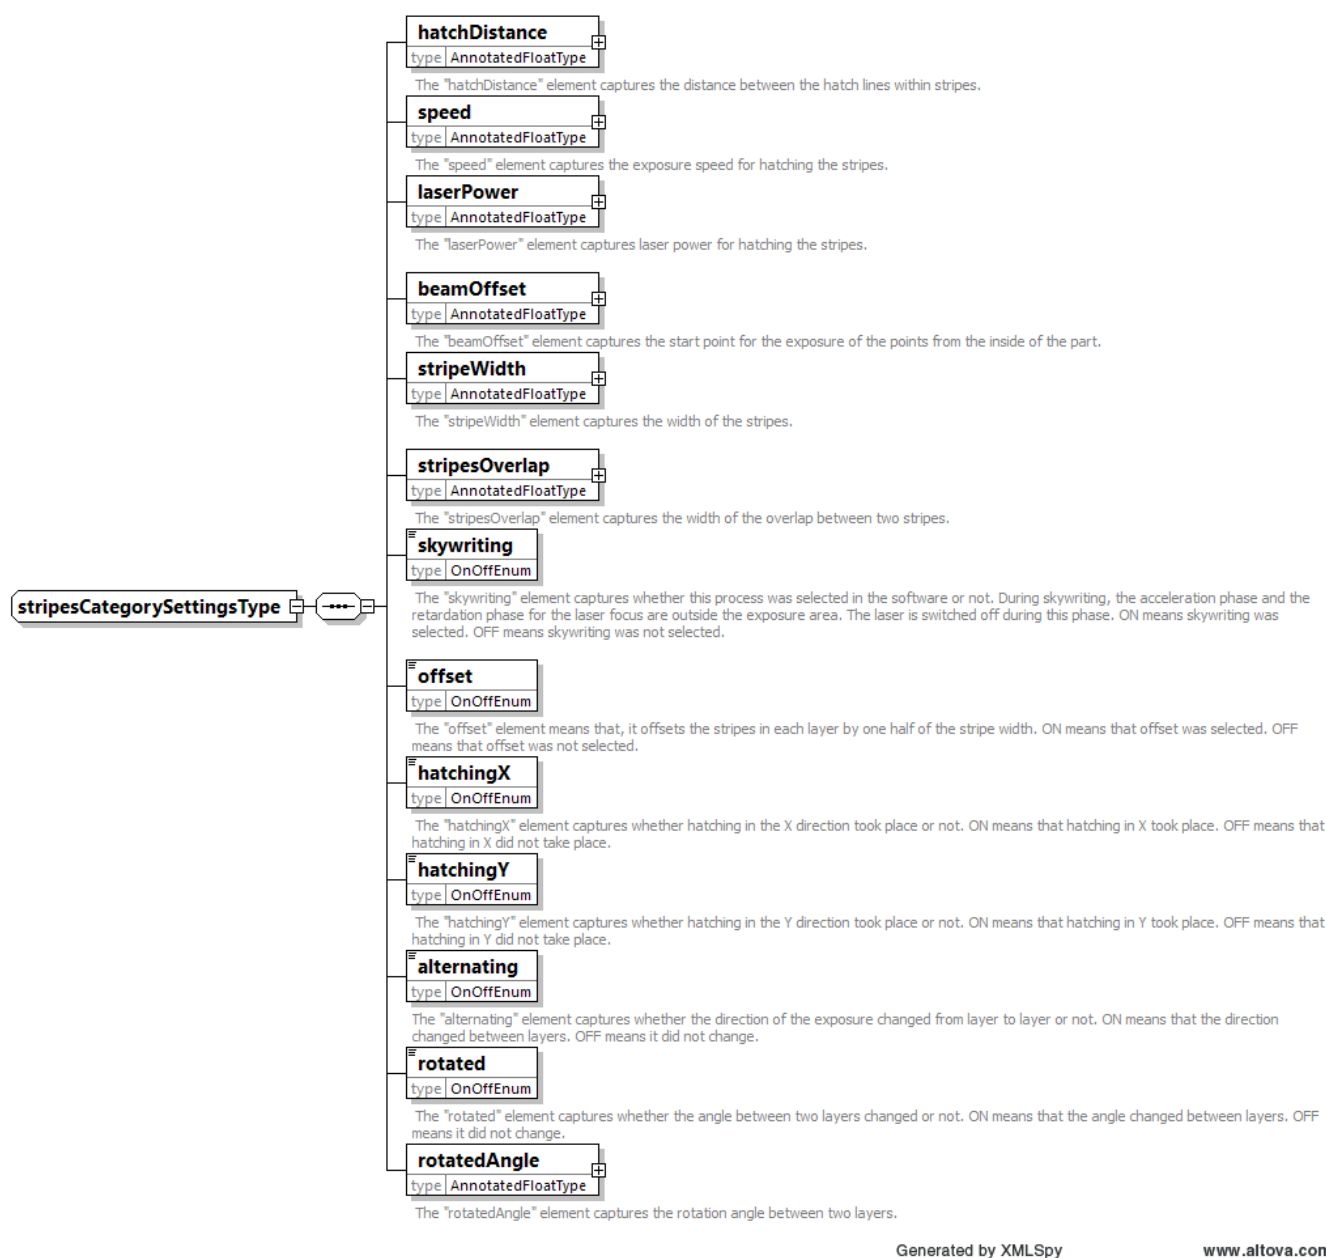 hatchDistance
type AnnotatedFloatType
The "hatchDistance" element captures the distance between the hatch lines within stripes.
speed
type AnnotatedFloatType
The "speed" element captures the exposure speed for hatching the stripes.
laserPower
type AnnotatedFloatType
The "laserPower" element captures laser power for hatching the stripes.
beamOffset
type AnnotatedFloatType
The "beamOffset" element captures the start point for the exposure of the points from the inside of the part.
stripeWidth
type AnnotatedFloatType
The "stripeWidth" element captures the width of the stripes.
stripesOverlap
type AnnotatedFloatType
The "stripesOverlap" element captures the width of the overlap between two stripes.
skywriting
type OnOffEnum
The "skywriting" element captures whether this process was selected in the software or not. During skywriting, the acceleration phase and the
retardation phase for the laser focus are outside the exposure area. The laser is switched off during this phase. ON means skywriting was
selected. OFF means skywriting was not selected.
stripesCategorySettingsType
offset
type OnOffEnum
The "offset" element means that, it offsets the stripes in each layer by one half of the stripe width. ON means that offset was selected. OFF
means that offset was not selected.
hatchingX
type OnOffEnum
The "hatchingX" element captures whether hatching in the X direction took place or not. ON means that hatching in X took place. OFF means that
hatching in X did not take place.
hatchingY
type OnOffEnum
The "hatchingY" element captures whether hatching in the Y direction took place or not. ON means that hatching in Y took place. OFF means that
hatching in Y did not take place.
alternating
type OnOffEnum
The "alternating" element captures whether the direction of the exposure changed from layer to layer or not. ON means that the direction
changed between layers. OFF means it did not change.
rotated
type OnOffEnum
The "rotated" element captures whether the angle between two layers changed or not. ON means that the angle changed between layers. OFF
means it did not change.
rotatedAngle
type AnnotatedFloatType
The "rotatedAngle" element captures the rotation angle between two layers.
Generated by XMLSpy www.altova.com